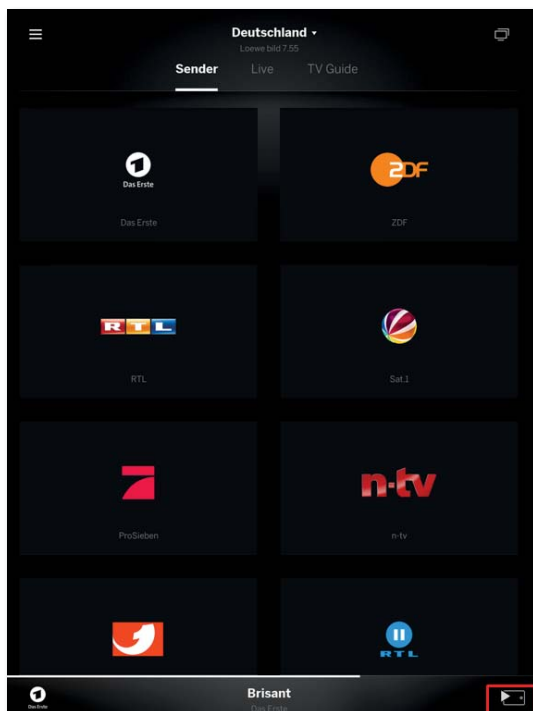 Deutschland
Loewe bild 7.55
Sender Live TV Guide
Das Erste
ZDF
Das Erste
ZDF
RTL
RTL
Sat.1
n-tv
ProSieben
n-tv
RTL
Das Erste
Brisant
Das Erste